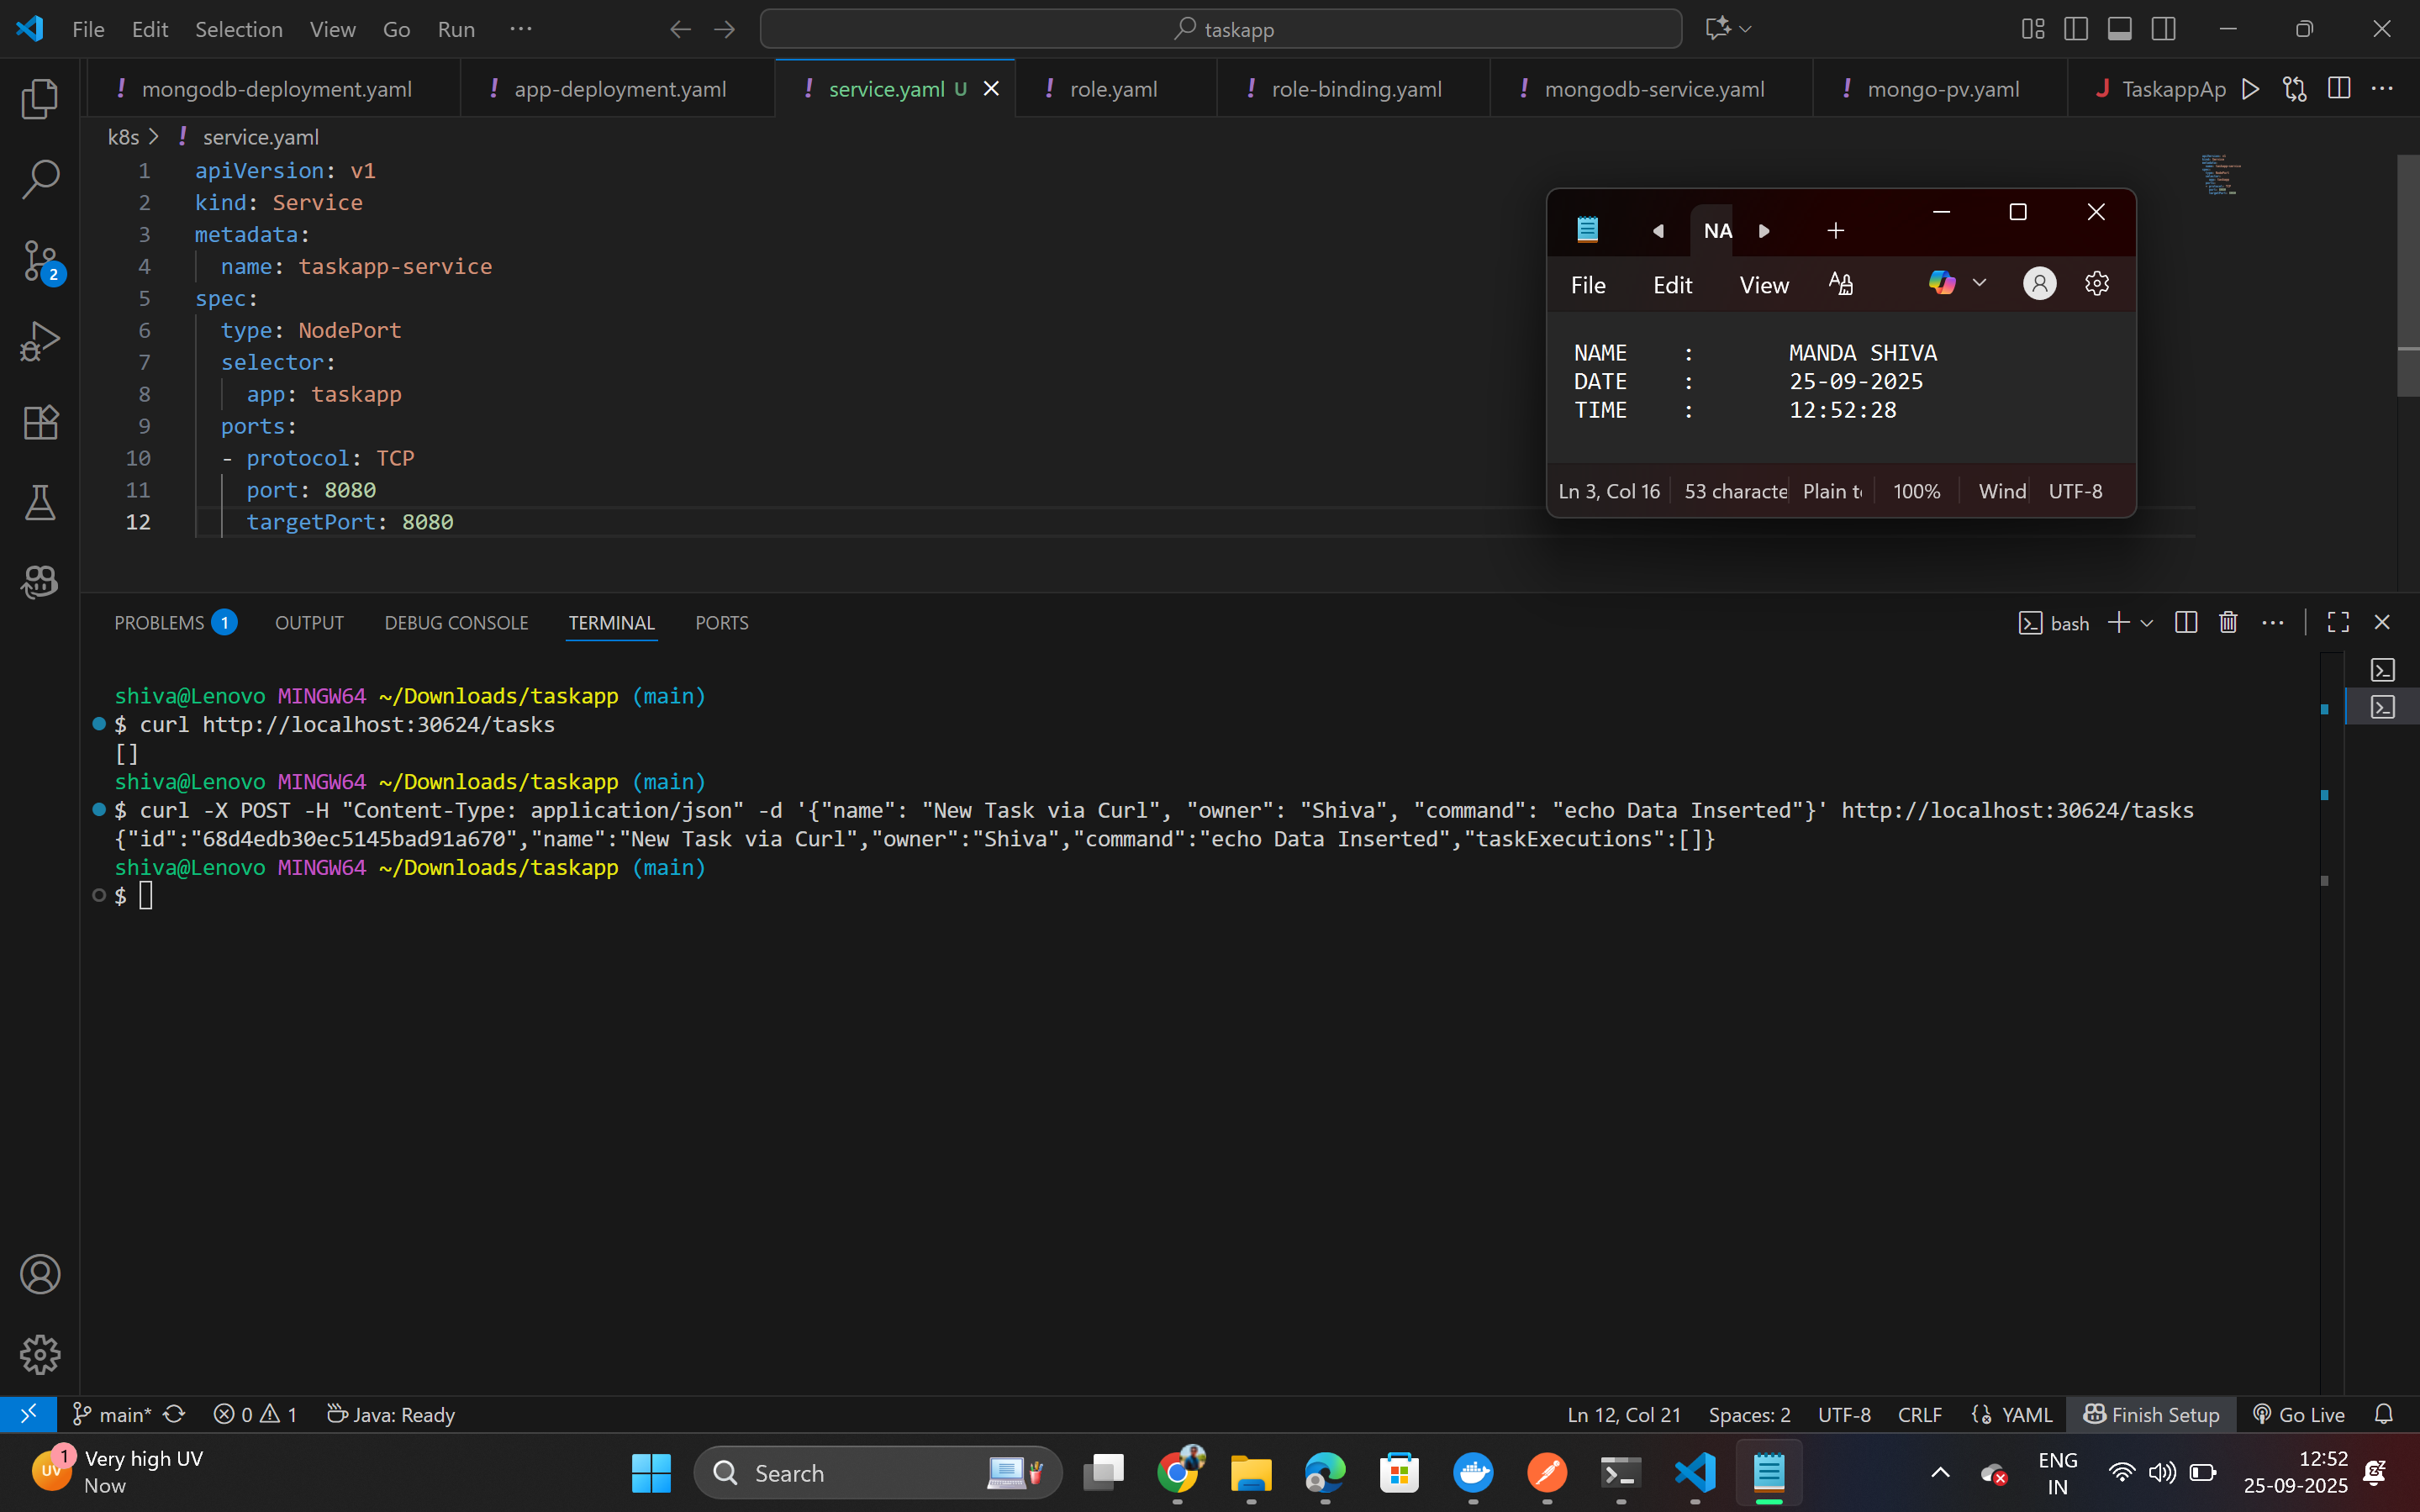 File Edit Selection View Go Run ··· taskapp
mongodb-deployment.yaml app-deployment.yaml service.yaml U role.yaml role-binding.yaml mongodb-service.yaml mongo-pv.yaml TaskappAp
k8s > ! service.yaml
1 apiVersion: v1
2 kind: Service
3 metadata:
4   name: taskapp-service
5 spec:
6   type: NodePort
7   selector:
8     app: taskapp
9   ports:
10   - protocol: TCP
11     port: 8080
12     targetPort: 8080
NA
File Edit View
NAME : MANDA SHIVA
DATE : 25-09-2025
TIME : 12:52:28
Ln 3, Col 16 53 characte Plain t 100% Wind UTF-8
PROBLEMS 1 OUTPUT DEBUG CONSOLE TERMINAL PORTS bash
shiva@Lenovo MINGW64 ~/Downloads/taskapp (main)
$ curl http://localhost:30624/tasks
[]
shiva@Lenovo MINGW64 ~/Downloads/taskapp (main)
$ curl -X POST -H "Content-Type: application/json" -d '{"name": "New Task via Curl", "owner": "Shiva", "command": "echo Data Inserted"}' http://localhost:30624/tasks
{"id":"68d4edb30ec5145bad91a670","name":"New Task via Curl","owner":"Shiva","command":"echo Data Inserted","taskExecutions":[]}
shiva@Lenovo MINGW64 ~/Downloads/taskapp (main)
$
2
main* 0 1 Java: Ready Ln 12, Col 21 Spaces: 2 UTF-8 CRLF YAML Finish Setup Go Live
1 UV Very high UV
Now
Search
ENG
IN
12:52
25-09-2025